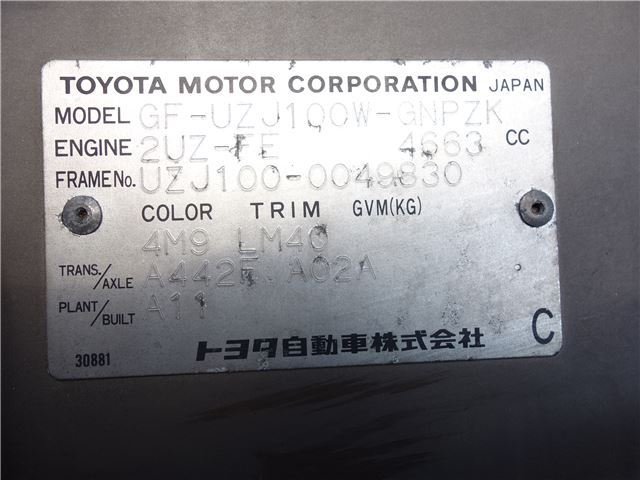 TOYOTA MOTOR CORPORATION JAPAN
MODEL GF-UZJ100W-GNPZK
ENGINE 2UZ-FE 4663 CC
FRAME No. UZJ100-0049830
COLOR TRIM GVM(KG)
4M9 LM40
TRANS./AXLE A442F A02A
PLANT/BUILT A11
トヨタ自動車株式会社 C
30881